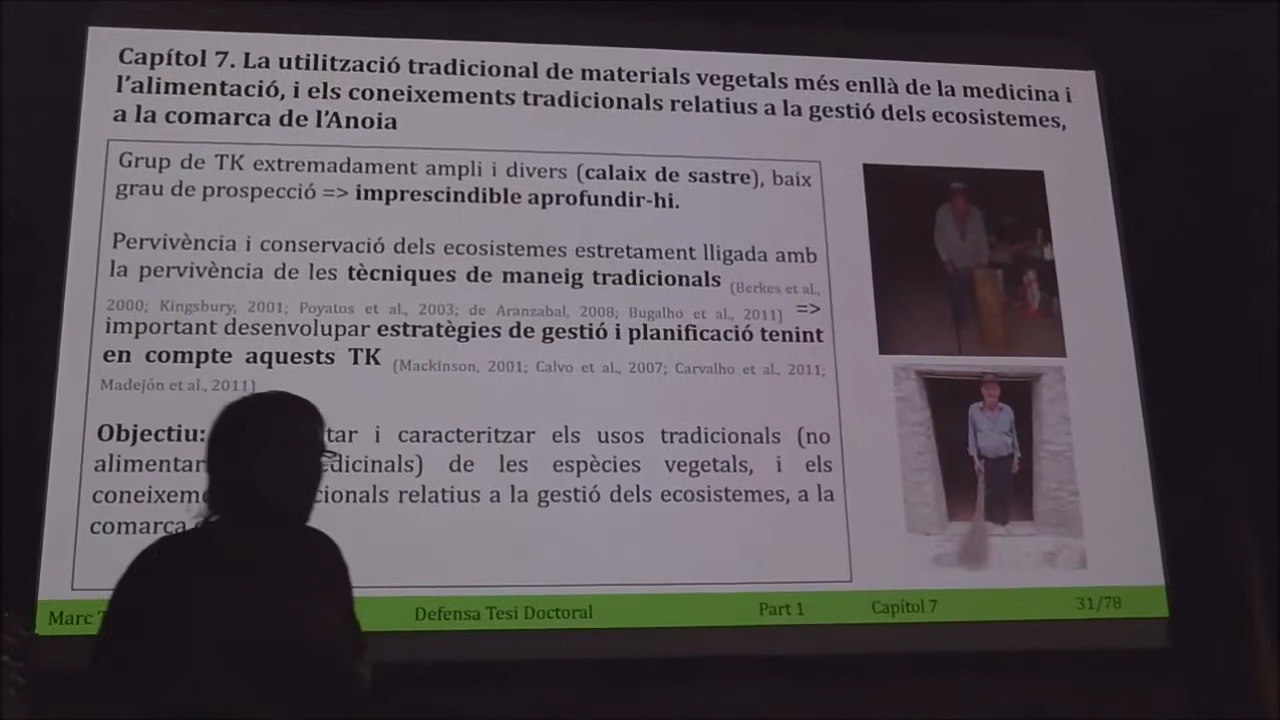 Capítol 7. La utilització tradicional de materials vegetals més enllà de la medicina i
l'alimentació, i els coneixements tradicionals relatius a la gestió dels ecosistemes,
a la comarca de l'Anoia
Grup de TK extremadament ampli i divers (calaix de sastre), baix
grau de prospecció => imprescindible aprofundir-hi.
Pervivència i conservació dels ecosistemes estretament lligada amb
la pervivència de les tècniques de maneig tradicionals (Berkes et al.,
2000; Kingsbury, 2001; Poyatos et al., 2003; de Aranzabal, 2008; Bugalho et al., 2011) =>
important desenvolupar estratègies de gestió i planificació tenint
en compte aquests TK (Mackinson, 2001; Calvo et al., 2007; Carvalho et al., 2011;
Madejón et al., 2011)
Objectiu: tar i caracteritzar els usos tradicionals (no
alimentar dicinals) de les espècies vegetals, i els
coneixem cionals relatius a la gestió dels ecosistemes, a la
comarca
Marc Defensa Tesi Doctoral Part 1 Capítol 7 31/78